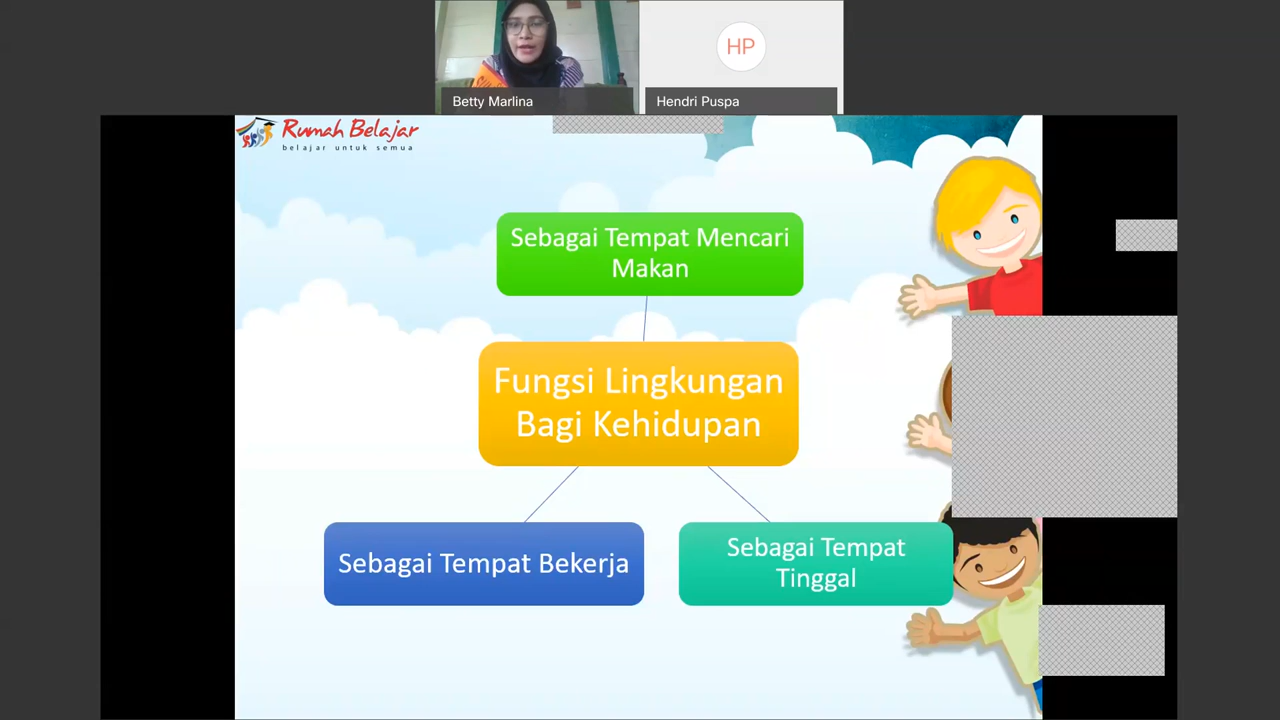 HP
Betty Marlina
Hendri Puspa
Rumah Belajar
belajar untuk semua
Sebagai Tempat Mencari
Makan
Fungsi Lingkungan
Bagi Kehidupan
Sebagai Tempat Bekerja
Sebagai Tempat
Tinggal